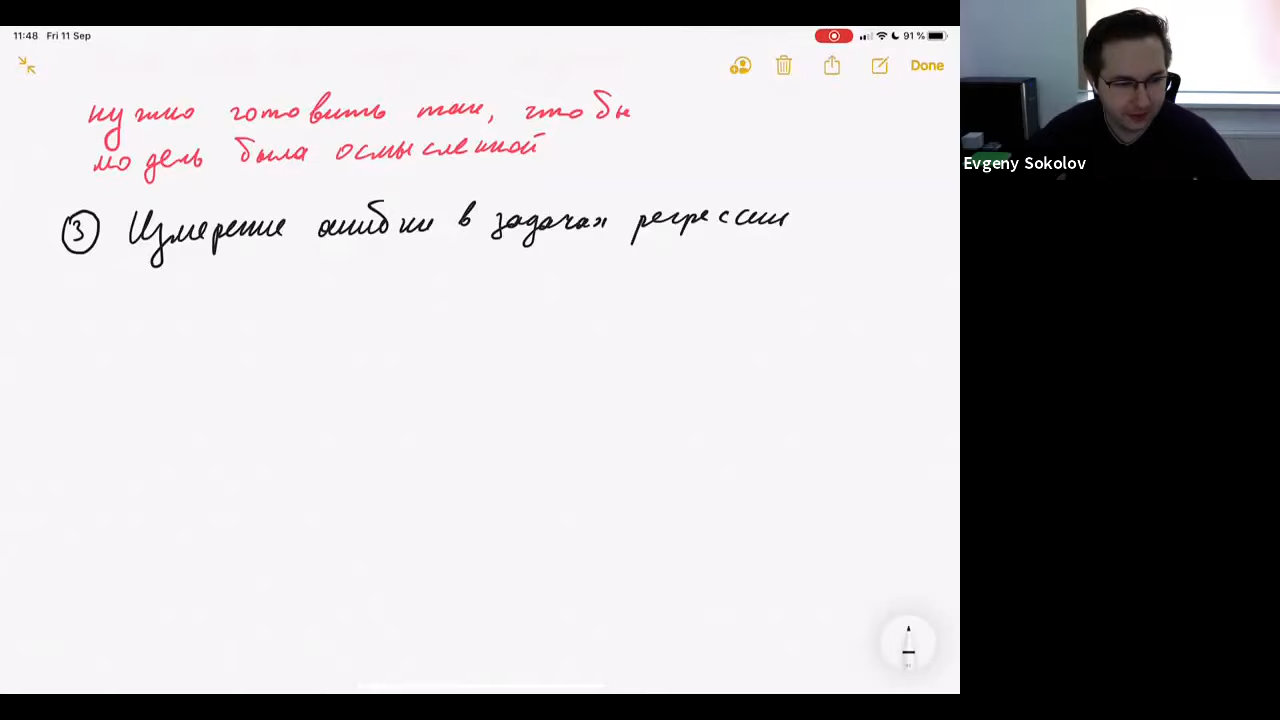 11:48 Fri 11 Sep 91 %
Done
нужно готовить так, чтобы
модель была осмысленной
Evgeny Sokolov
③ Измерение ошибки в задачах регрессии